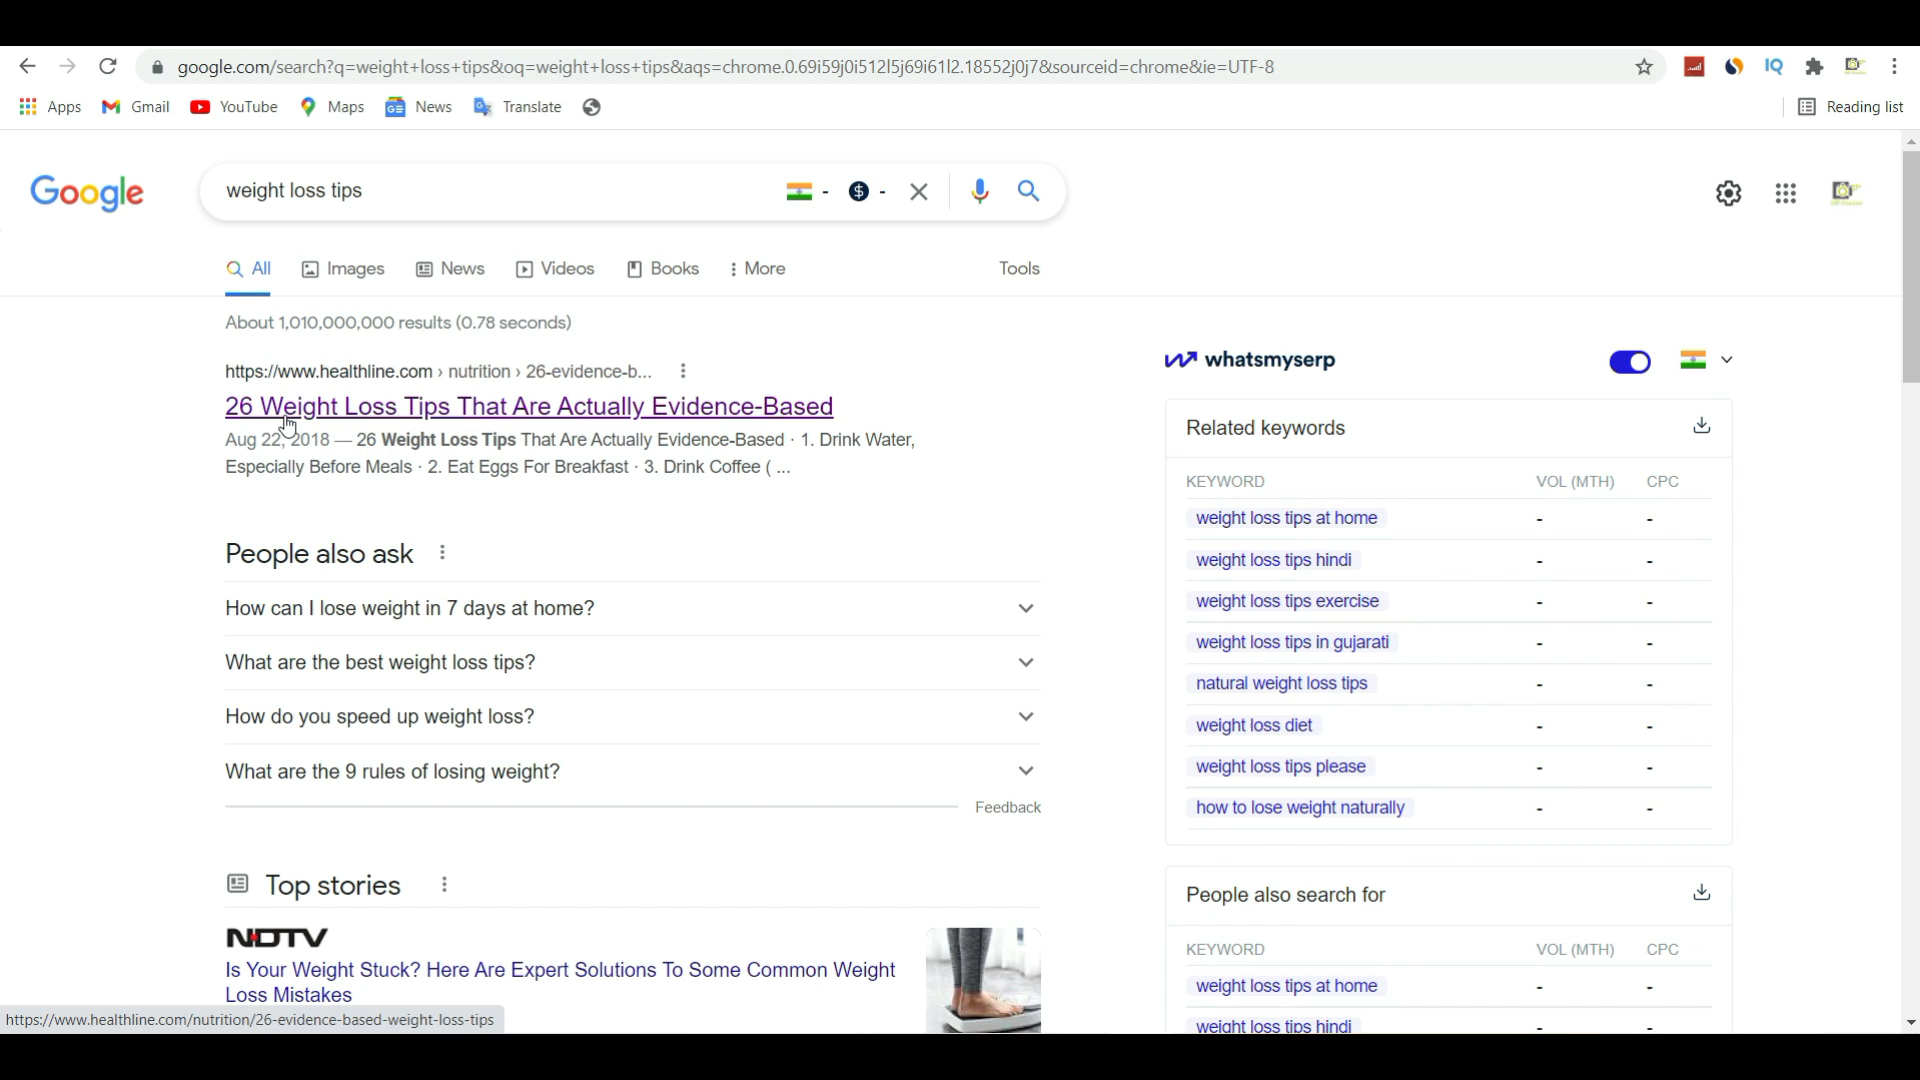 google.com/search?q=weight+loss+tips&oq=weight+loss+tips&aqs=chrome.0.69i59j0i512l5j69i61l2.18552j0j7&sourceid=chrome&ie=UTF-8
IQ
Apps Gmail YouTube Maps News Translate Reading list
Google
weight loss tips - $ -
All Images News Videos Books More Tools
About 1,010,000,000 results (0.78 seconds)
https://www.healthline.com › nutrition › 26-evidence-b...
26 Weight Loss Tips That Are Actually Evidence-Based
Aug 22, 2018 — 26 Weight Loss Tips That Are Actually Evidence-Based · 1. Drink Water,
Especially Before Meals · 2. Eat Eggs For Breakfast · 3. Drink Coffee ( ...
People also ask
How can I lose weight in 7 days at home?
What are the best weight loss tips?
How do you speed up weight loss?
What are the 9 rules of losing weight?
Feedback
Top stories
NDTV
Is Your Weight Stuck? Here Are Expert Solutions To Some Common Weight
Loss Mistakes
https://www.healthline.com/nutrition/26-evidence-based-weight-loss-tips
whatsmyserp
Related keywords
KEYWORD VOL (MTH) CPC
weight loss tips at home - -
weight loss tips hindi - -
weight loss tips exercise - -
weight loss tips in gujarati - -
natural weight loss tips - -
weight loss diet - -
weight loss tips please - -
how to lose weight naturally - -
People also search for
KEYWORD VOL (MTH) CPC
weight loss tips at home - -
weight loss tips hindi - -